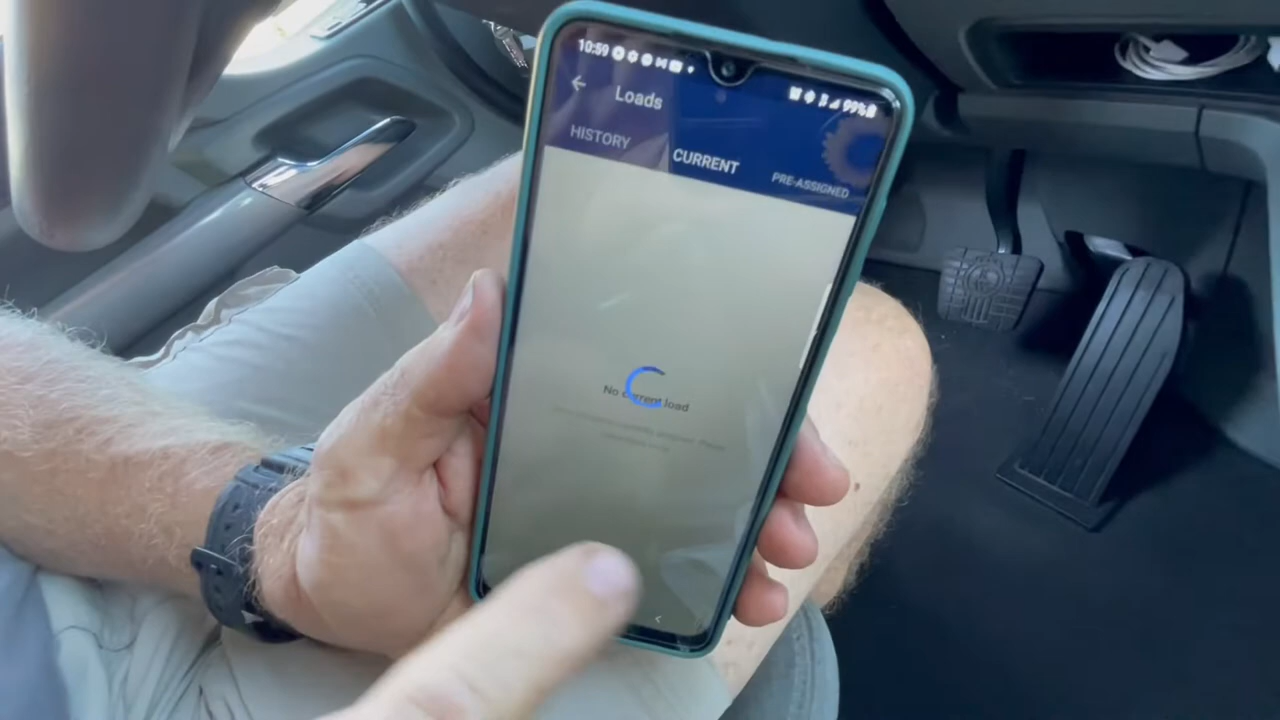 10:59
99%
Loads
HISTORY
CURRENT
PRE-ASSIGNED
No current load